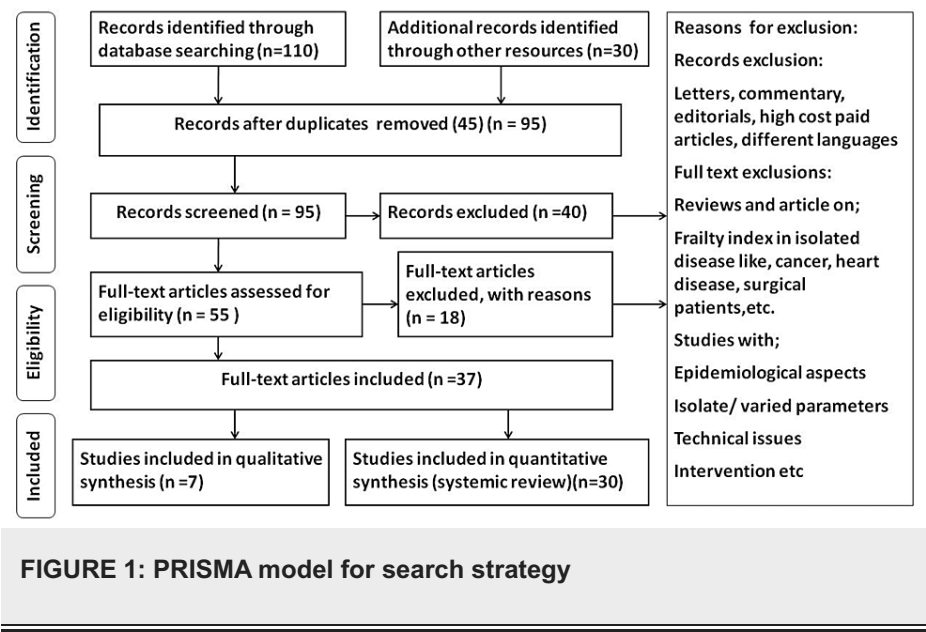 Identification
Records identified through
database searching (n=110)
Additional records identified
through other resources (n=30)
Records after duplicates removed (45) (n = 95)
Screening
Records screened (n = 95)
Records excluded (n =40)
Eligibility
Full-text articles assessed for
eligibility (n = 55 )
Full-text articles
excluded, with reasons
(n = 18)
Full-text articles included (n =37)
Included
Studies included in qualitative
synthesis (n =7)
Studies included in quantitative
synthesis (systemic review)(n=30)
Reasons for exclusion:
Records exclusion:
Letters, commentary,
editorials, high cost paid
articles, different languages
Full text exclusions:
Reviews and article on;
Frailty index in isolated
disease like, cancer, heart
disease, surgical
patients,etc.
Studies with;
Epidemiological aspects
Isolate/ varied parameters
Technical issues
Intervention etc
FIGURE 1: PRISMA model for search strategy